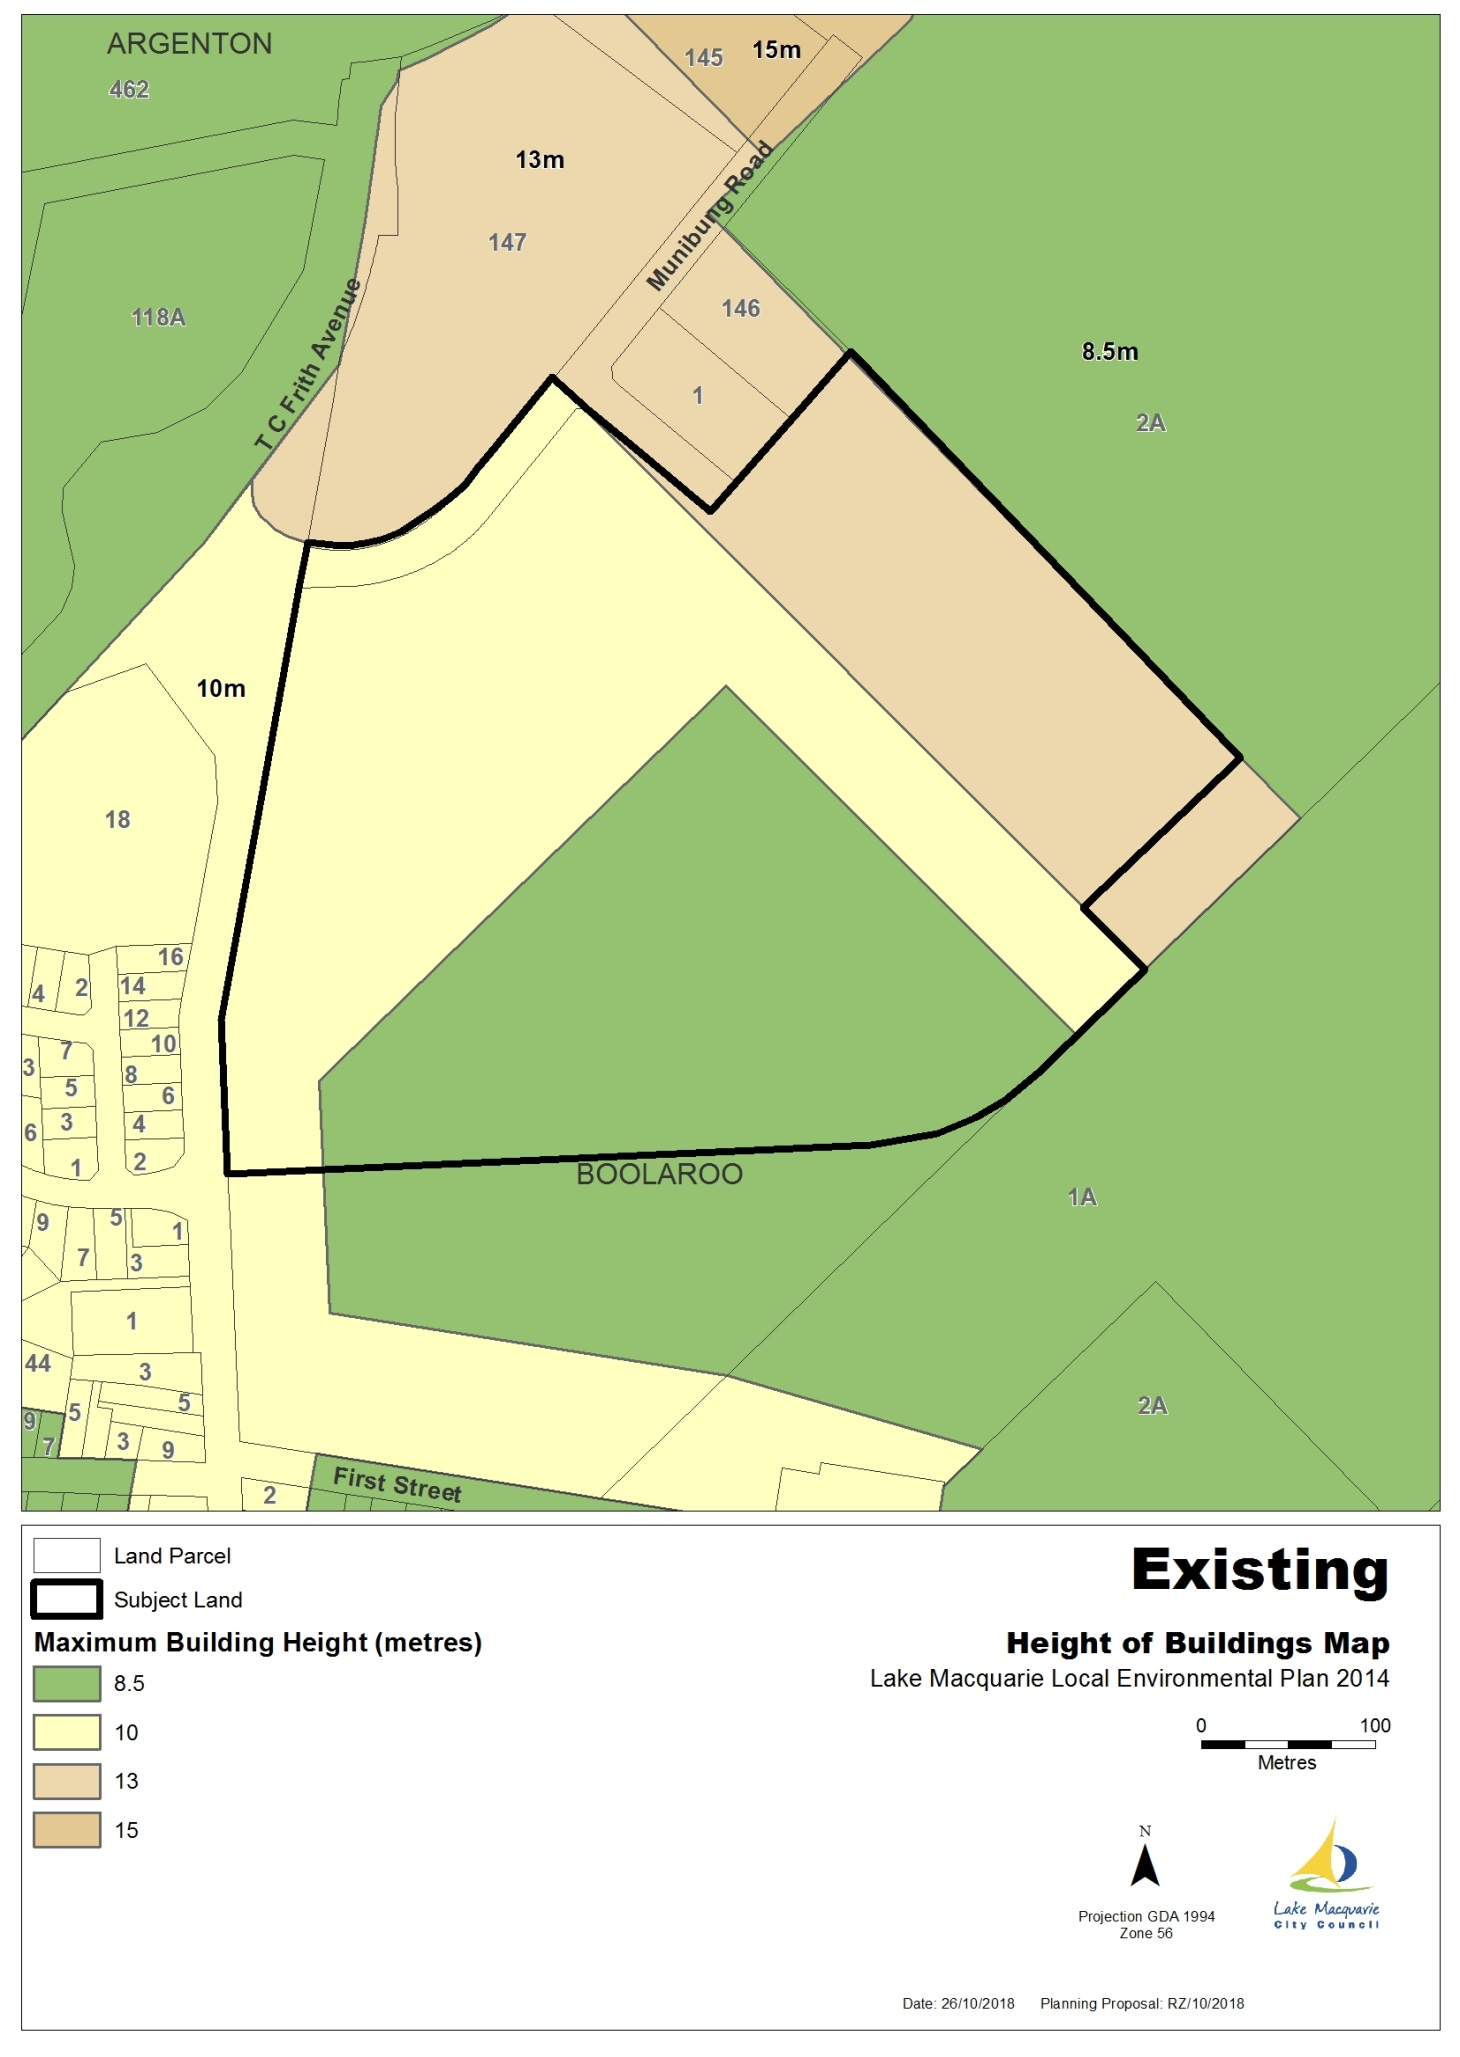 ARGENTON
462
145
15m
13m
147
Munibung Road
118A
T C Frith Avenue
146
1
8.5m
2A
10m
18
16
4
2
14
12
7
10
3
8
5
6
3
4
6
1
2
BOOLAROO
1A
9
5
1
7
3
1
44
3
5
5
9
7
3
9
2A
First Street
2
Land Parcel
Subject Land
Maximum Building Height (metres)
8.5
10
13
15
Existing
Height of Buildings Map
Lake Macquarie Local Environmental Plan 2014
0 100
Metres
N
Projection GDA 1994
Zone 56
Lake Macquarie
City Council
Date: 26/10/2018 Planning Proposal: RZ/10/2018